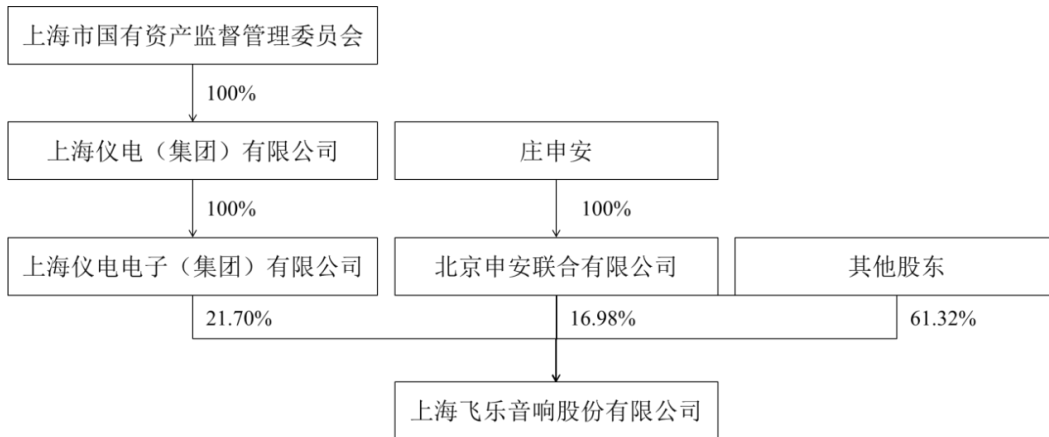 上海市国有资产监督管理委员会
100%
上海仪电（集团）有限公司
庄申安
100%
100%
上海仪电电子（集团）有限公司
北京申安联合有限公司
其他股东
21.70%
16.98%
61.32%
上海飞乐音响股份有限公司